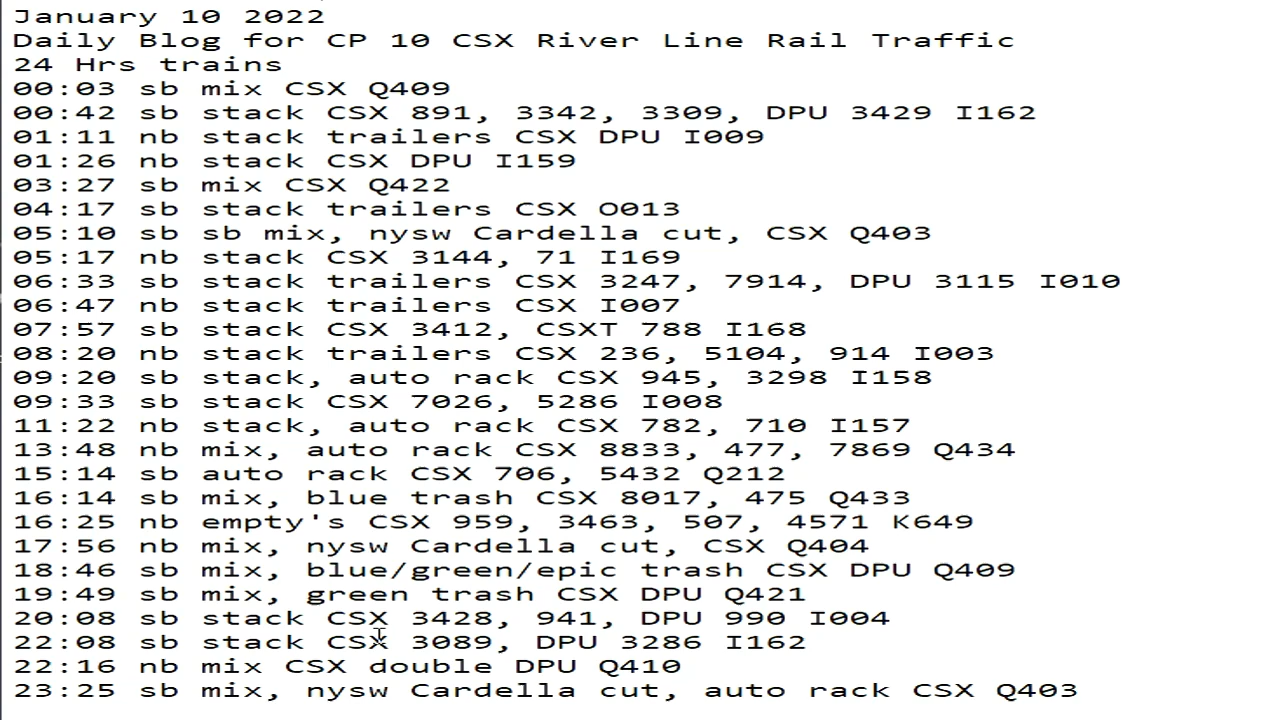 January 10 2022
Daily Blog for CP 10 CSX River Line Rail Traffic
24 Hrs trains
00:03 sb mix CSX Q409
00:42 sb stack CSX 891, 3342, 3309, DPU 3429 I162
01:11 nb stack trailers CSX DPU I009
01:26 nb stack CSX DPU I159
03:27 sb mix CSX Q422
04:17 sb stack trailers CSX O013
05:10 sb sb mix, nysw Cardella cut, CSX Q403
05:17 nb stack CSX 3144, 71 I169
06:33 sb stack trailers CSX 3247, 7914, DPU 3115 I010
06:47 nb stack trailers CSX I007
07:57 sb stack CSX 3412, CSXT 788 I168
08:20 nb stack trailers CSX 236, 5104, 914 I003
09:20 sb stack, auto rack CSX 945, 3298 I158
09:33 sb stack CSX 7026, 5286 I008
11:22 nb stack, auto rack CSX 782, 710 I157
13:48 nb mix, auto rack CSX 8833, 477, 7869 Q434
15:14 sb auto rack CSX 706, 5432 Q212
16:14 sb mix, blue trash CSX 8017, 475 Q433
16:25 nb empty's CSX 959, 3463, 507, 4571 K649
17:56 nb mix, nysw Cardella cut, CSX Q404
18:46 sb mix, blue/green/epic trash CSX DPU Q409
19:49 sb mix, green trash CSX DPU Q421
20:08 sb stack CSX 3428, 941, DPU 990 I004
22:08 sb stack CSX 3089, DPU 3286 I162
22:16 nb mix CSX double DPU Q410
23:25 sb mix, nysw Cardella cut, auto rack CSX Q403